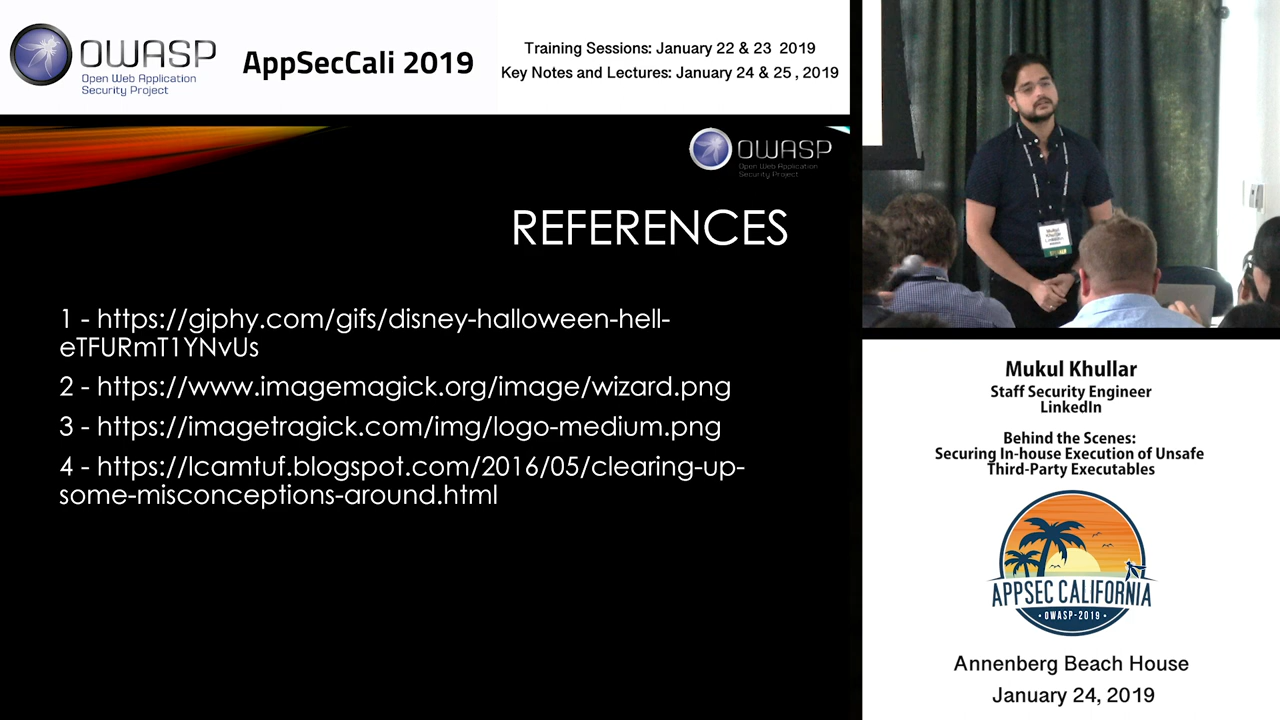 OWASP
Open Web Application
Security Project
AppSecCali 2019
Training Sessions: January 22 & 23 2019
Key Notes and Lectures: January 24 & 25 , 2019
OWASP
Open Web Application
Security Project
REFERENCES
1 - https://giphy.com/gifs/disney-halloween-hell-
eTFURmT1YNvUs
2 - https://www.imagemagick.org/image/wizard.png
3 - https://imagetragick.com/img/logo-medium.png
4 - https://lcamtuf.blogspot.com/2016/05/clearing-up-
some-misconceptions-around.html
Mukul
Khullar
LinkedIn
Mukul Khullar
Staff Security Engineer
LinkedIn
Behind the Scenes:
Securing In-house Execution of Unsafe
Third-Party Executables
APPSEC CALIFORNIA
• OWASP-2019 •
Annenberg Beach House
January 24, 2019